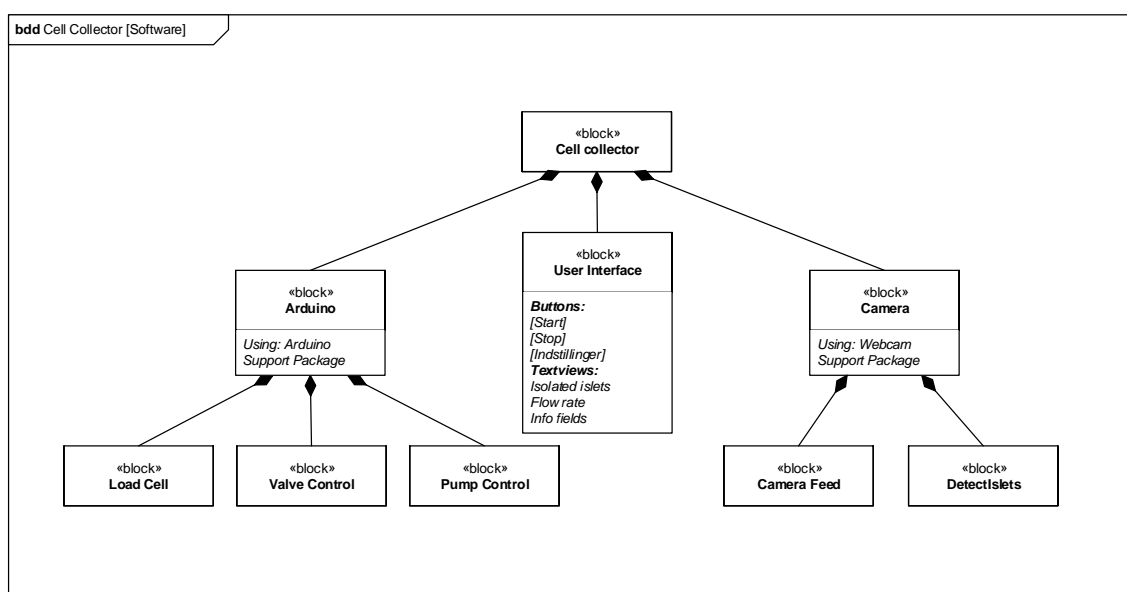 bdd Cell Collector [Software]
«block»
Cell collector
«block»
Arduino
Using: Arduino
Support Package
«block»
User Interface
Buttons:
[Start]
[Stop]
[Indstillinger]
Textviews:
Isolated islets
Flow rate
Info fields
«block»
Camera
Using: Webcam
Support Package
«block»
Load Cell
«block»
Valve Control
«block»
Pump Control
«block»
Camera Feed
«block»
DetectIslets